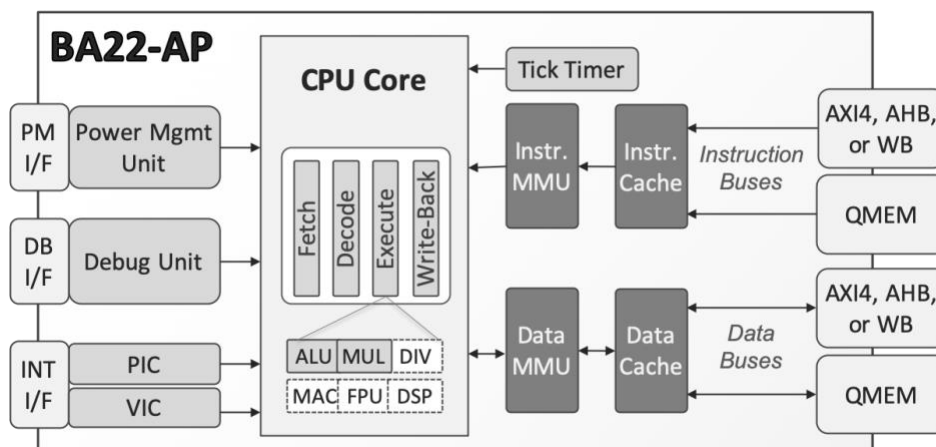 BA22-AP
CPU Core
Tick Timer
PM
I/F
Power Mgmt
Unit
DB
I/F
Debug Unit
INT
I/F
PIC
VIC
Fetch
Decode
Execute
Write-Back
ALU
MUL
DIV
MAC
FPU
DSP
Instr.
MMU
Instr.
Cache
Instruction
Buses
AXI4, AHB,
or WB
QMEM
Data
MMU
Data
Cache
Data
Buses
AXI4, AHB,
or WB
QMEM